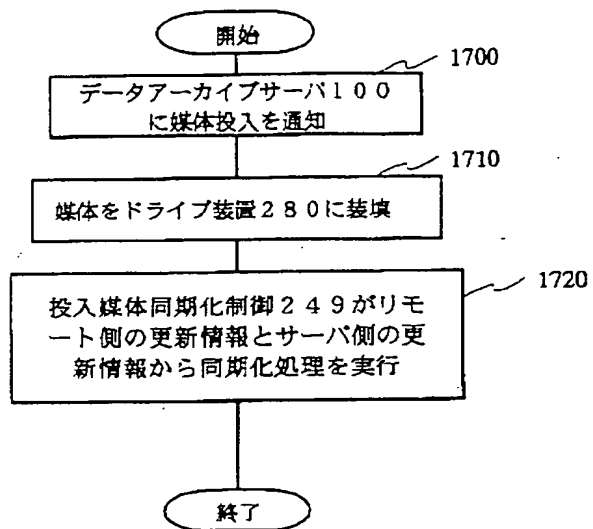 開始
1700
データアーカイブサーバ１００
に媒体投入を通知
1710
媒体をドライブ装置２８０に装填
1720
投入媒体同期化制御２４９がリモ
ート側の更新情報とサーバ側の更
新情報から同期化処理を実行
終了